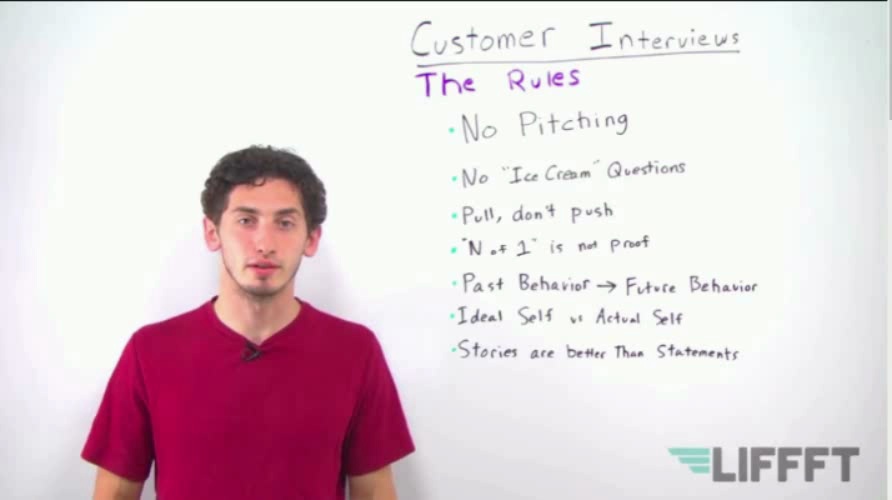 Customer Interviews
The Rules
• No Pitching
• No "Ice Cream" Questions
• Pull, don't push
• "N of 1" is not proof
• Past Behavior → Future Behavior
• Ideal Self vs Actual Self
• Stories are better Than Statements
LIFFFT